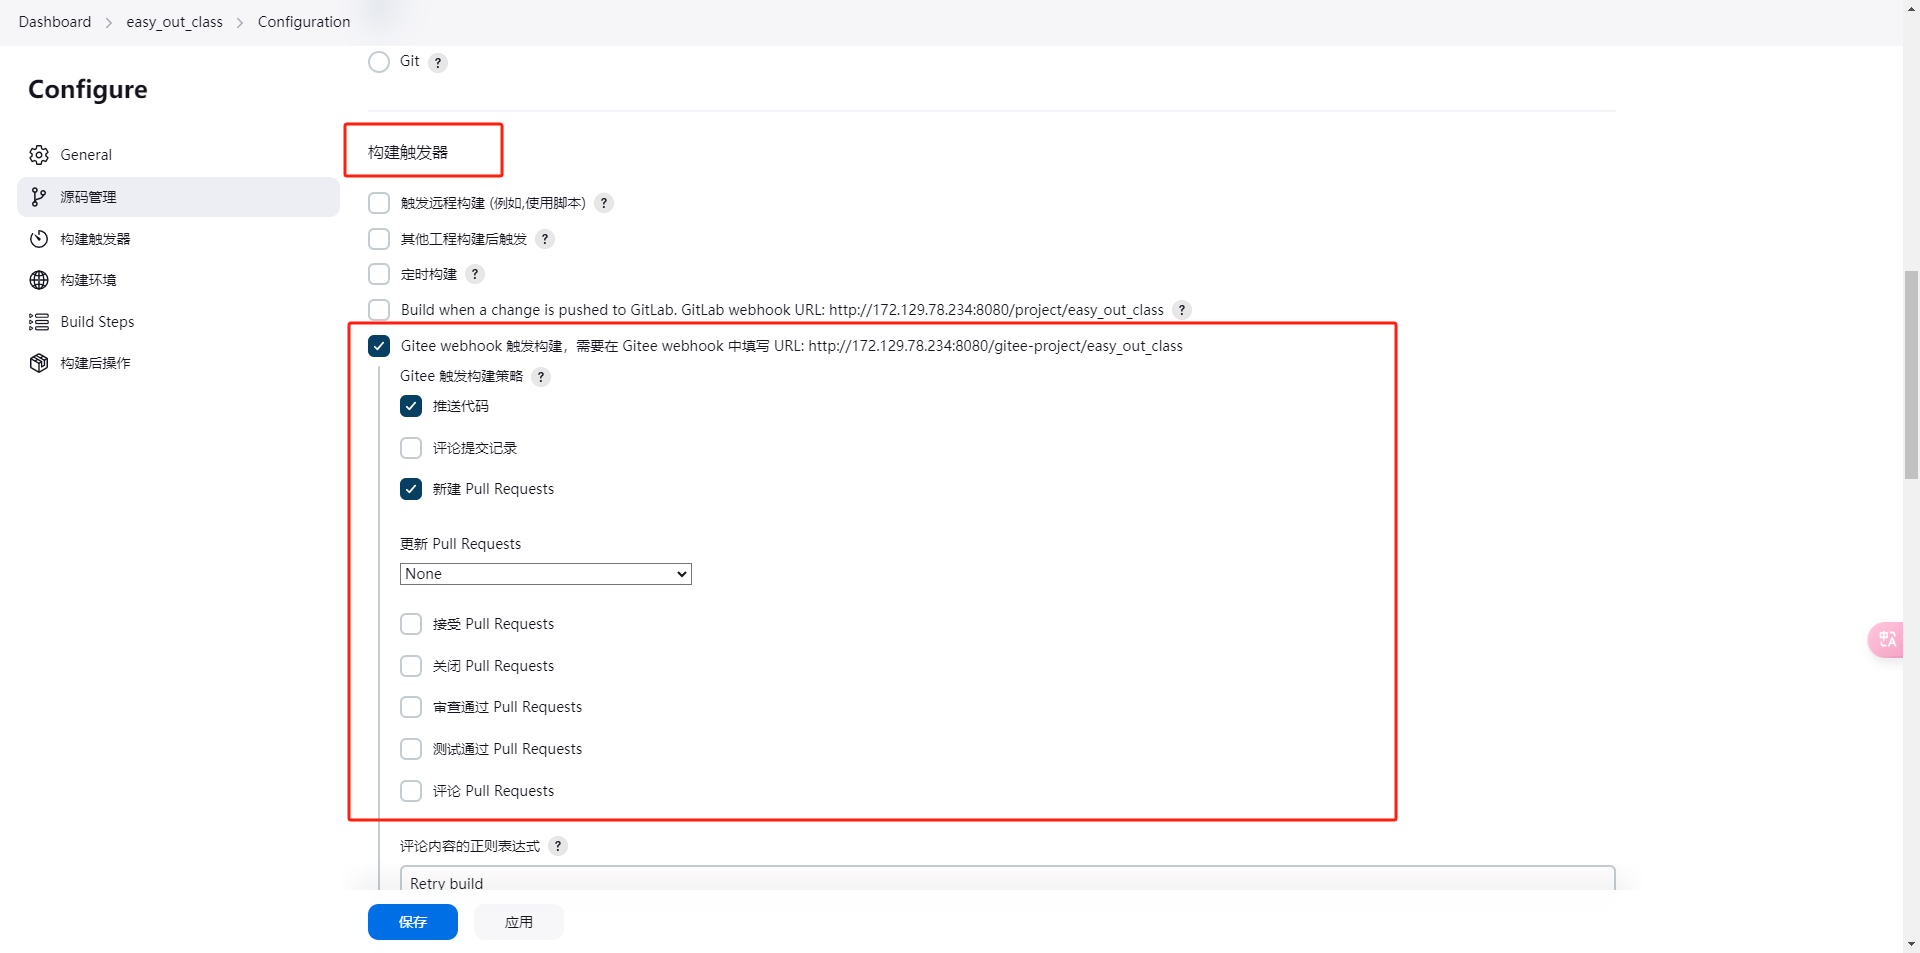 Dashboard > easy_out_class > Configuration
Configure
General
源码管理
构建触发器
构建环境
Build Steps
构建后操作
Git ?
构建触发器
触发远程构建 (例如,使用脚本) ?
其他工程构建后触发 ?
定时构建 ?
Build when a change is pushed to GitLab. GitLab webhook URL: http://172.129.78.234:8080/project/easy_out_class ?
Gitee webhook 触发构建，需要在 Gitee webhook 中填写 URL: http://172.129.78.234:8080/gitee-project/easy_out_class
Gitee 触发构建策略 ?
推送代码
评论提交记录
新建 Pull Requests
更新 Pull Requests
None
接受 Pull Requests
关闭 Pull Requests
审查通过 Pull Requests
测试通过 Pull Requests
评论 Pull Requests
评论内容的正则表达式 ?
Retry build
保存
应用
中A